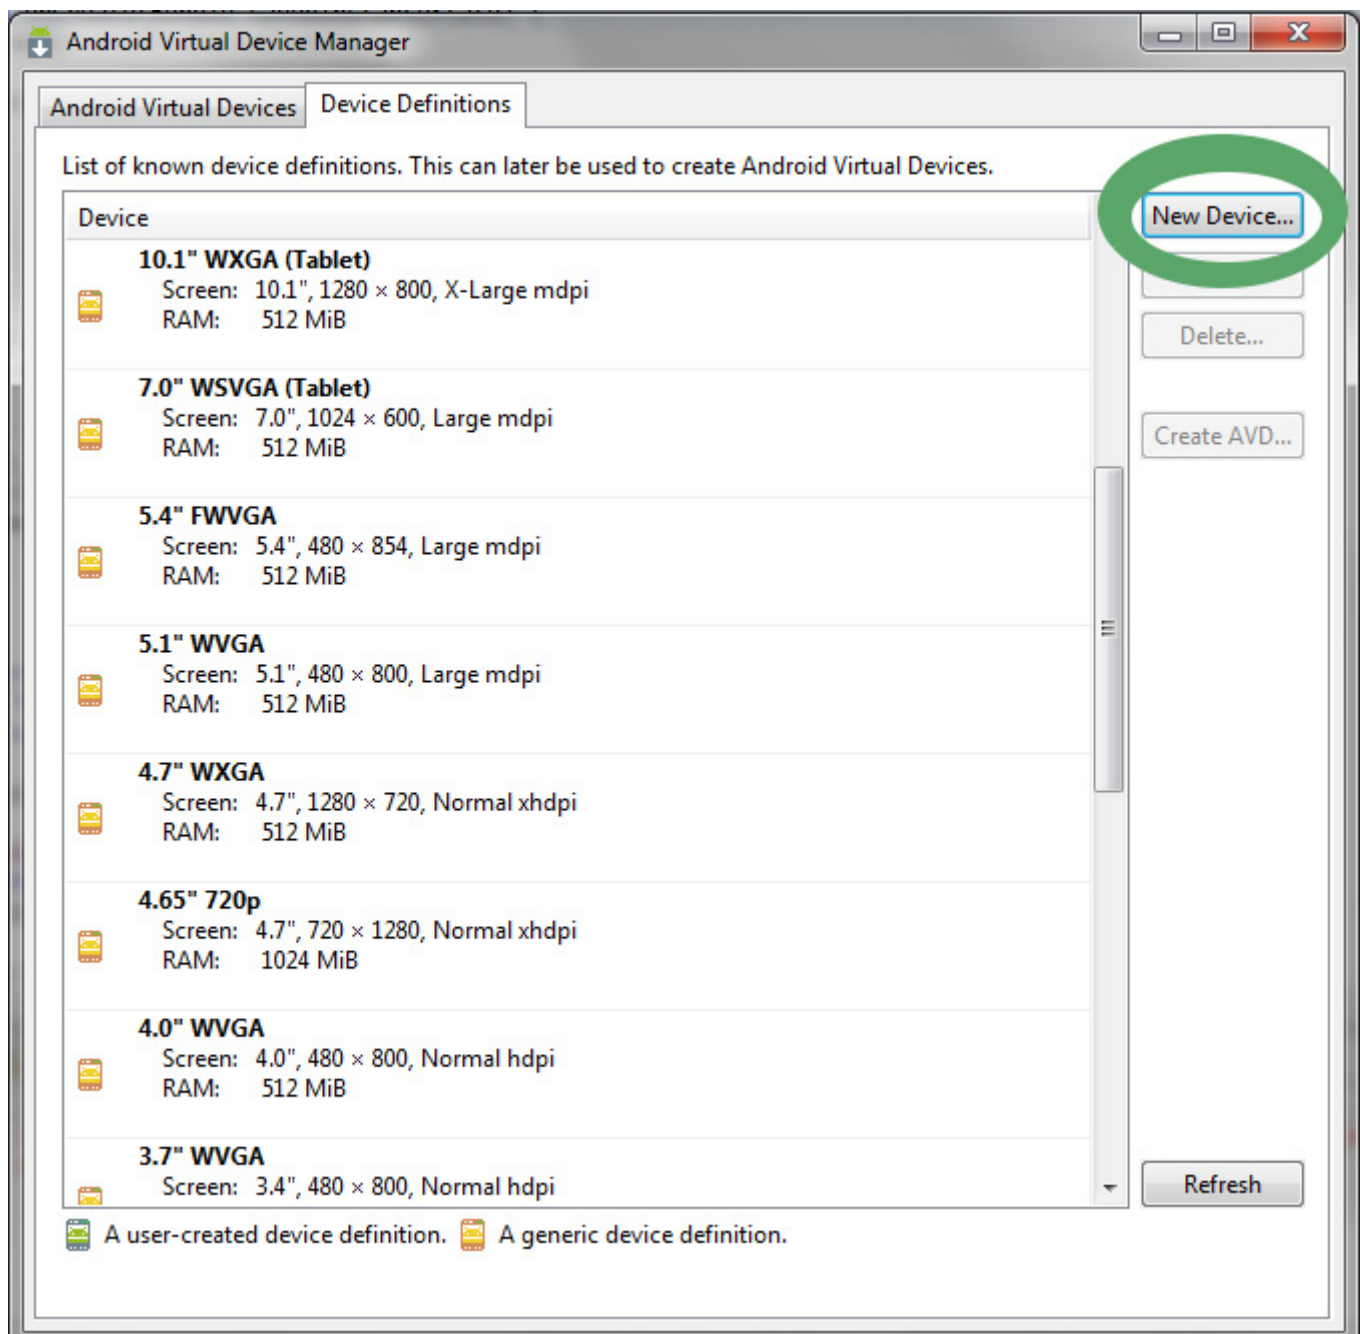 Android Virtual Device Manager
Android Virtual Devices
Device Definitions
List of known device definitions. This can later be used to create Android Virtual Devices.
Device
New Device...
10.1" WXGA (Tablet)
Screen: 10.1", 1280 × 800, X-Large mdpi
RAM: 512 MiB
Delete...
7.0" WSVGA (Tablet)
Screen: 7.0", 1024 × 600, Large mdpi
RAM: 512 MiB
Create AVD...
5.4" FWVGA
Screen: 5.4", 480 × 854, Large mdpi
RAM: 512 MiB
5.1" WVGA
Screen: 5.1", 480 × 800, Large mdpi
RAM: 512 MiB
4.7" WXGA
Screen: 4.7", 1280 × 720, Normal xhdpi
RAM: 512 MiB
4.65" 720p
Screen: 4.7", 720 × 1280, Normal xhdpi
RAM: 1024 MiB
4.0" WVGA
Screen: 4.0", 480 × 800, Normal hdpi
RAM: 512 MiB
3.7" WVGA
Screen: 3.4", 480 × 800, Normal hdpi
Refresh
A user-created device definition.
A generic device definition.